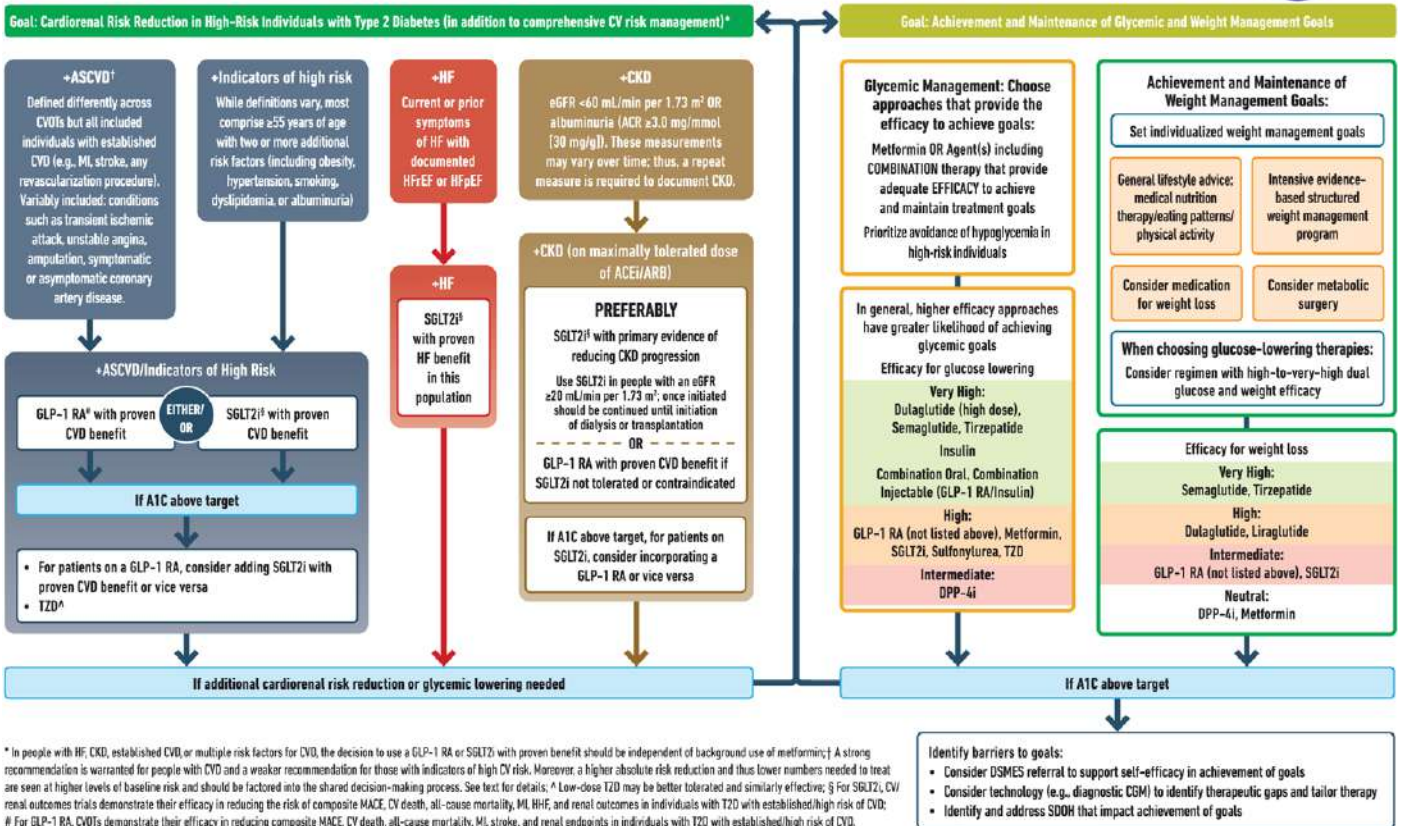 Goal: Cardiorenal Risk Reduction in High-Risk Individuals with Type 2 Diabetes (in addition to comprehensive CV risk management)*
Goal: Achievement and Maintenance of Glycemic and Weight Management Goals
+ASCVD†
Defined differently across
CVOTs but all included
individuals with established
CVD (e.g., MI, stroke, any
revascularization procedure).
Variably included: conditions
such as transient ischemic
attack, unstable angina,
amputation, symptomatic
or asymptomatic coronary
artery disease.
+Indicators of high risk
While definitions vary, most
comprise ≥55 years of age
with two or more additional
risk factors (including obesity,
hypertension, smoking,
dyslipidemia, or albuminuria)
+HF
Current or prior
symptoms
of HF with
documented
HFrEF or HFpEF
+CKD
eGFR <60 mL/min per 1.73 m² OR
albuminuria (ACR ≥3.0 mg/mmol
[30 mg/g]). These measurements
may vary over time; thus, a repeat
measure is required to document CKD.
+ASCVD/Indicators of High Risk
GLP-1 RA# with proven
CVD benefit
EITHER/
OR
SGLT2i§ with proven
CVD benefit
If A1C above target
• For patients on a GLP-1 RA, consider adding SGLT2i with
proven CVD benefit or vice versa
• TZD^
+HF
SGLT2i§
with proven
HF benefit
in this
population
+CKD (on maximally tolerated dose
of ACEi/ARB)
PREFERABLY
SGLT2i§ with primary evidence of
reducing CKD progression
Use SGLT2i in people with an eGFR
≥20 mL/min per 1.73 m²; once initiated
should be continued until initiation
of dialysis or transplantation
OR
GLP-1 RA with proven CVD benefit if
SGLT2i not tolerated or contraindicated
If A1C above target, for patients on
SGLT2i, consider incorporating a
GLP-1 RA or vice versa
If additional cardiorenal risk reduction or glycemic lowering needed
Glycemic Management: Choose
approaches that provide the
efficacy to achieve goals:
Metformin OR Agent(s) including
COMBINATION therapy that provide
adequate EFFICACY to achieve
and maintain treatment goals
Prioritize avoidance of hypoglycemia in
high-risk individuals
In general, higher efficacy approaches
have greater likelihood of achieving
glycemic goals
Efficacy for glucose lowering
Very High:
Dulaglutide (high dose),
Semaglutide, Tirzepatide
Insulin
Combination Oral, Combination
Injectable (GLP-1 RA/Insulin)
High:
GLP-1 RA (not listed above), Metformin,
SGLT2i, Sulfonylurea, TZD
Intermediate:
DPP-4i
Achievement and Maintenance of
Weight Management Goals:
Set individualized weight management goals
General lifestyle advice:
medical nutrition
therapy/eating patterns/
physical activity
Intensive evidence-
based structured
weight management
program
Consider medication
for weight loss
Consider metabolic
surgery
When choosing glucose-lowering therapies:
Consider regimen with high-to-very-high dual
glucose and weight efficacy
Efficacy for weight loss
Very High:
Semaglutide, Tirzepatide
High:
Dulaglutide, Liraglutide
Intermediate:
GLP-1 RA (not listed above), SGLT2i
Neutral:
DPP-4i, Metformin
If A1C above target
Identify barriers to goals:
• Consider DSMES referral to support self-efficacy in achievement of goals
• Consider technology (e.g., diagnostic CGM) to identify therapeutic gaps and tailor therapy
• Identify and address SDOH that impact achievement of goals
* In people with HF, CKD, established CVD, or multiple risk factors for CVD, the decision to use a GLP-1 RA or SGLT2i with proven benefit should be independent of background use of metformin; † A strong
recommendation is warranted for people with CVD and a weaker recommendation for those with indicators of high CV risk. Moreover, a higher absolute risk reduction and thus lower numbers needed to treat
are seen at higher levels of baseline risk and should be factored into the shared decision-making process. See text for details; ^ Low-dose TZD may be better tolerated and similarly effective; § For SGLT2i, CV/
renal outcomes trials demonstrate their efficacy in reducing the risk of composite MACE, CV death, all-cause mortality, MI, HHF, and renal outcomes in individuals with T2D with established/high risk of CVD;
# For GLP-1 RA, CVOTs demonstrate their efficacy in reducing composite MACE, CV death, all-cause mortality, MI, stroke, and renal endpoints in individuals with T2D with established/high risk of CVD.